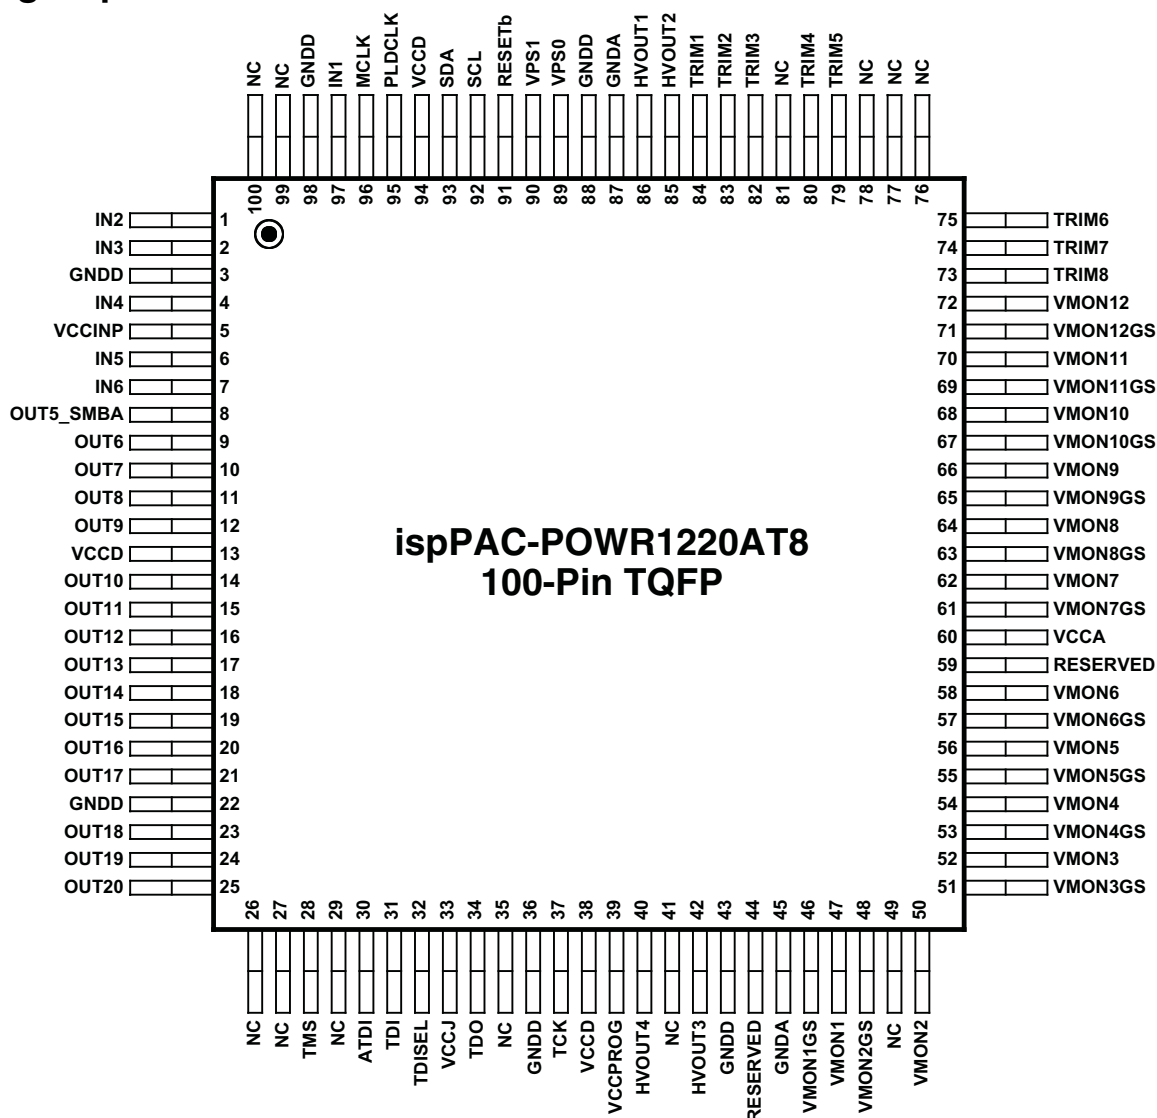 NC
NC
GNDD
IN1
MCLK
PLDCLK
VCCD
SDA
SCL
RESETb
VPS1
VPS0
GNDD
GNDA
HVOUT1
HVOUT2
TRIM1
TRIM2
TRIM3
NC
TRIM4
TRIM5
NC
NC
NC
100
99
98
97
96
95
94
93
92
91
90
89
88
87
86
85
84
83
82
81
80
79
78
77
76
IN2 1
IN3 2
GNDD 3
IN4 4
VCCINP 5
IN5 6
IN6 7
OUT5_SMBA 8
OUT6 9
OUT7 10
OUT8 11
OUT9 12
VCCD 13
OUT10 14
OUT11 15
OUT12 16
OUT13 17
OUT14 18
OUT15 19
OUT16 20
OUT17 21
GNDD 22
OUT18 23
OUT19 24
OUT20 25
ispPAC-POWR1220AT8
100-Pin TQFP
75 TRIM6
74 TRIM7
73 TRIM8
72 VMON12
71 VMON12GS
70 VMON11
69 VMON11GS
68 VMON10
67 VMON10GS
66 VMON9
65 VMON9GS
64 VMON8
63 VMON8GS
62 VMON7
61 VMON7GS
60 VCCA
59 RESERVED
58 VMON6
57 VMON6GS
56 VMON5
55 VMON5GS
54 VMON4
53 VMON4GS
52 VMON3
51 VMON3GS
26
27
28
29
30
31
32
33
34
35
36
37
38
39
40
41
42
43
44
45
46
47
48
49
50
NC
NC
TMS
NC
ATDI
TDI
TDISEL
VCCJ
TDO
NC
GNDD
TCK
VCCD
VCCPROG
HVOUT4
NC
HVOUT3
GNDD
RESERVED
GNDA
VMON1GS
VMON1
VMON2GS
NC
VMON2